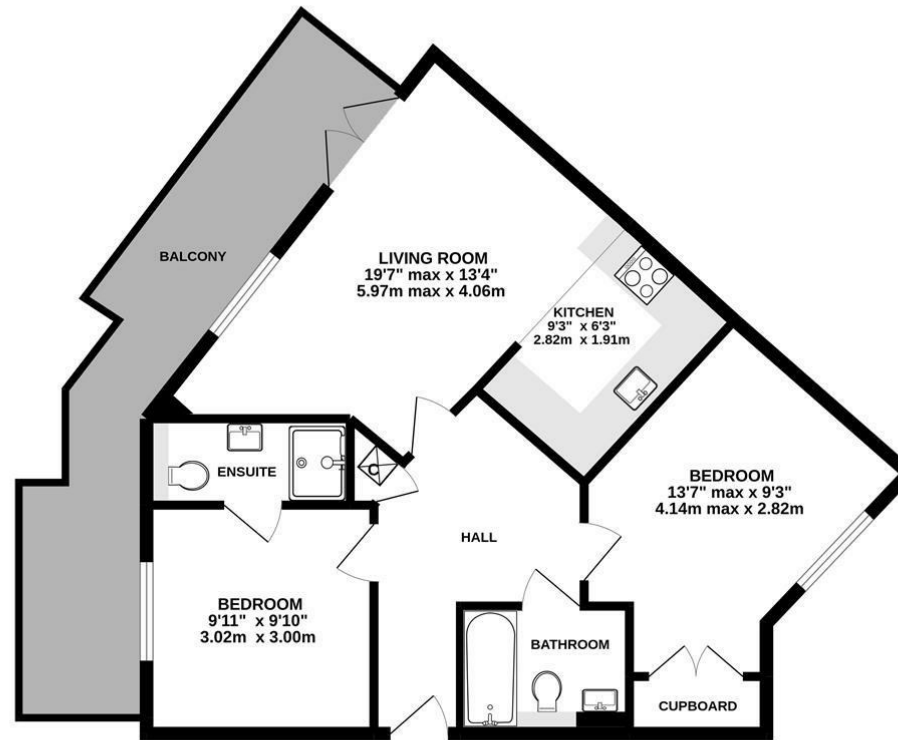 BALCONY
LIVING ROOM
19'7" max x 13'4"
5.97m max x 4.06m
KITCHEN
9'3" x 6'3"
2.82m x 1.91m
BEDROOM
13'7" max x 9'3"
4.14m max x 2.82m
ENSUITE
C
HALL
BEDROOM
9'11" x 9'10"
3.02m x 3.00m
BATHROOM
CUPBOARD